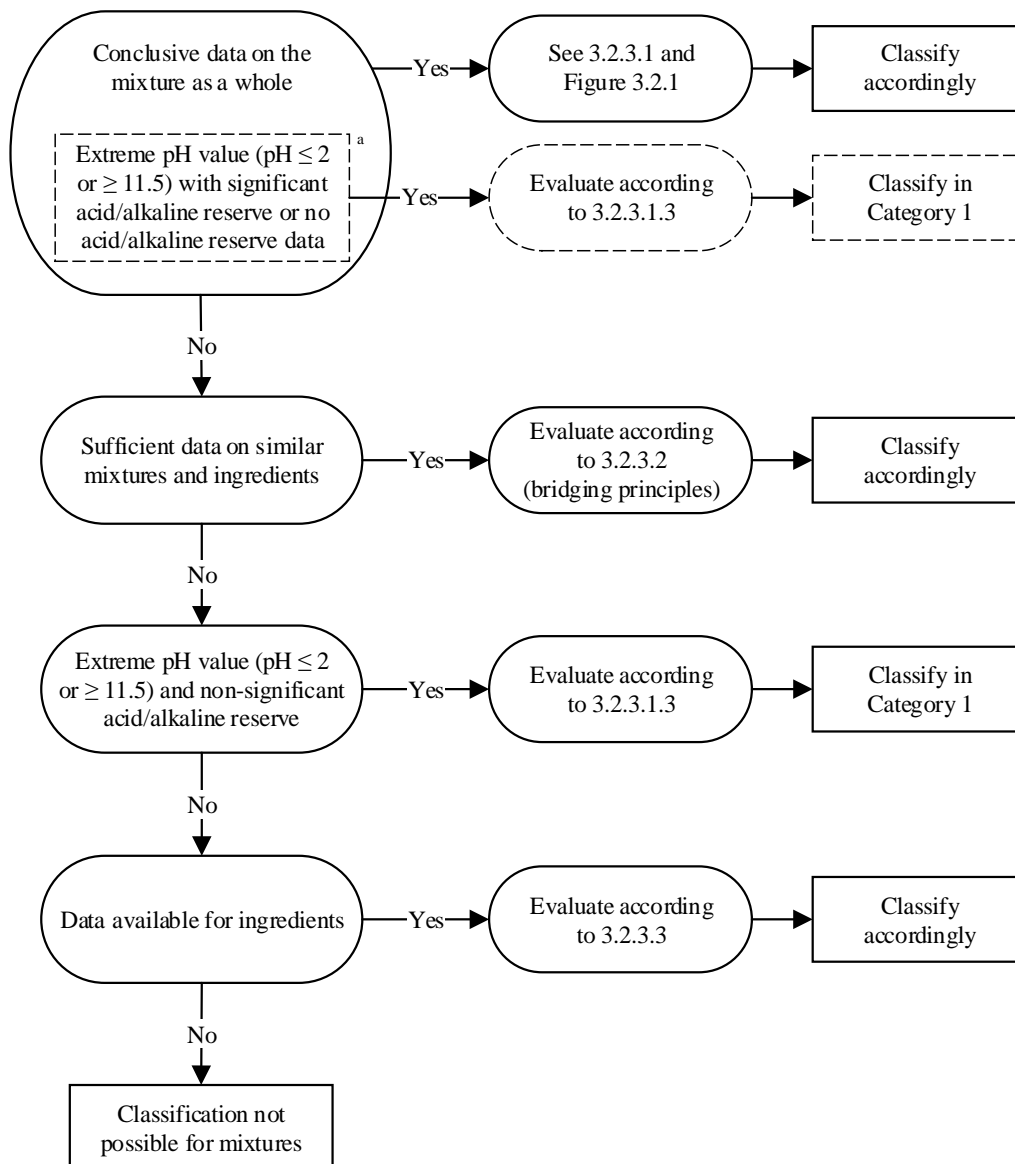 Conclusive data on the
mixture as a whole
Yes
See 3.2.3.1 and
Figure 3.2.1
Classify
accordingly
a
Extreme pH value (pH ≤ 2
or ≥ 11.5) with significant
acid/alkaline reserve or no
acid/alkaline reserve data
Yes
Evaluate according
to 3.2.3.1.3
Classify in
Category 1
No
Sufficient data on similar
mixtures and ingredients
Yes
Evaluate according
to 3.2.3.2
(bridging principles)
Classify
accordingly
No
Extreme pH value (pH ≤ 2
or ≥ 11.5) and non-significant
acid/alkaline reserve
Yes
Evaluate according
to 3.2.3.1.3
Classify in
Category 1
No
Data available for ingredients
Yes
Evaluate according
to 3.2.3.3
Classify
accordingly
No
Classification not
possible for mixtures